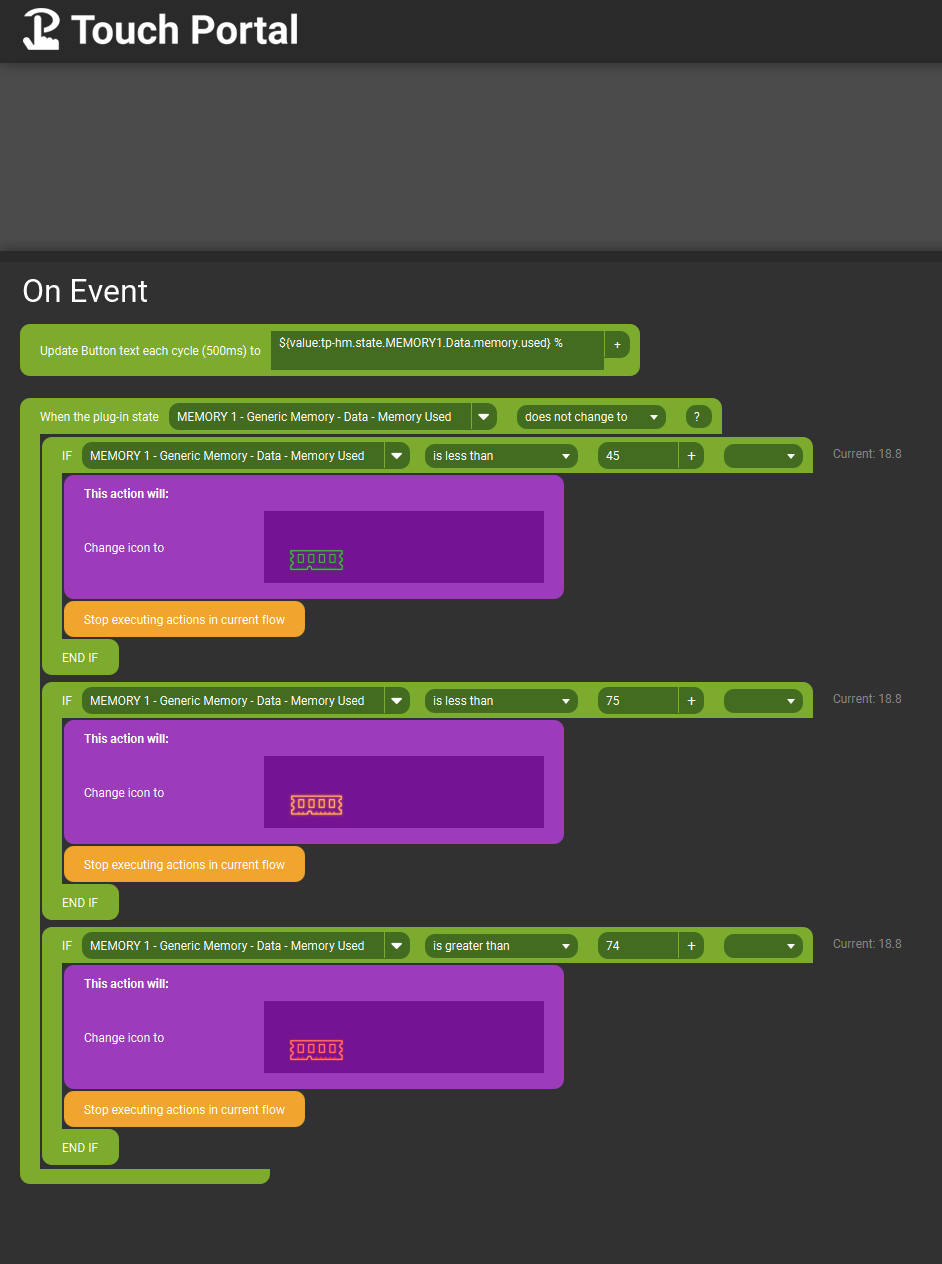 Touch Portal
On Event
Update Button text each cycle (500ms) to ${value:tp-hm.state.MEMORY1.Data.memory.used} % +
When the plug-in state MEMORY 1 - Generic Memory - Data - Memory Used does not change to ?
IF MEMORY 1 - Generic Memory - Data - Memory Used is less than 45 + Current: 18.8
This action will:
Change icon to
Stop executing actions in current flow
END IF
IF MEMORY 1 - Generic Memory - Data - Memory Used is less than 75 + Current: 18.8
This action will:
Change icon to
Stop executing actions in current flow
END IF
IF MEMORY 1 - Generic Memory - Data - Memory Used is greater than 74 + Current: 18.8
This action will:
Change icon to
Stop executing actions in current flow
END IF